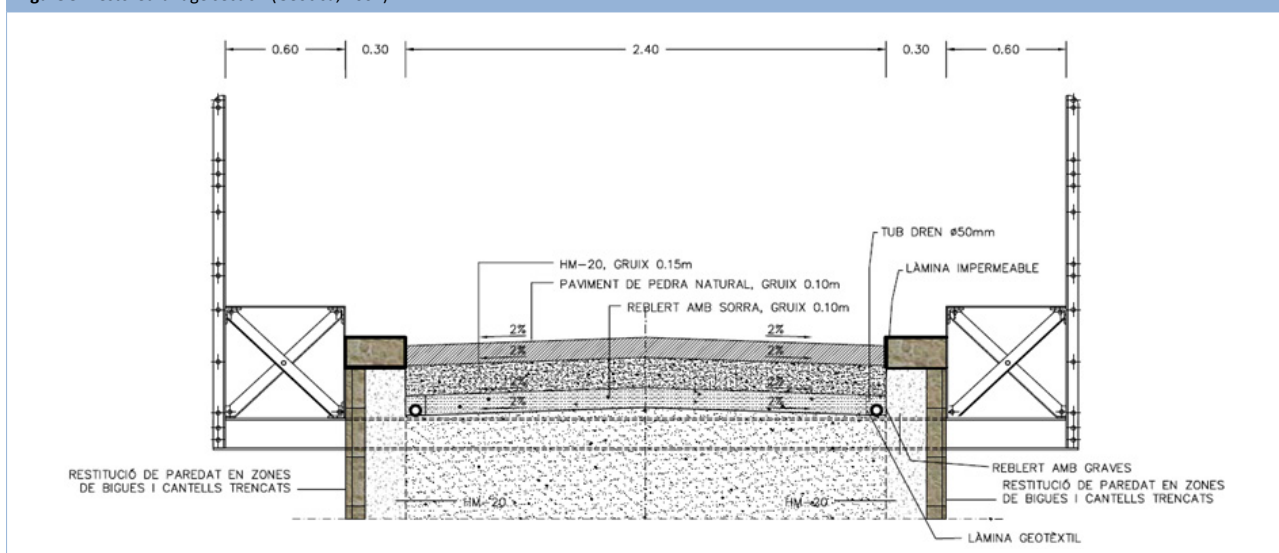 0.60
0.30
2.40
0.30
0.60
TUB DREN ø50mm
HM-20, GRUIX 0.15m
LÀMINA IMPERMEABLE
PAVIMENT DE PEDRA NATURAL, GRUIX 0.10m
REBLERT AMB SORRA, GRUIX 0.10m
2%
2%
2%
2%
2%
2%
2%
2%
REBLERT AMB GRAVES
RESTITUCIÓ DE PAREDAT EN ZONES
DE BIGUES I CANTELLS TRENCATS
RESTITUCIÓ DE PAREDAT EN ZONES
DE BIGUES I CANTELLS TRENCATS
HM-20
HM-20
LÀMINA GEOTÈXTIL